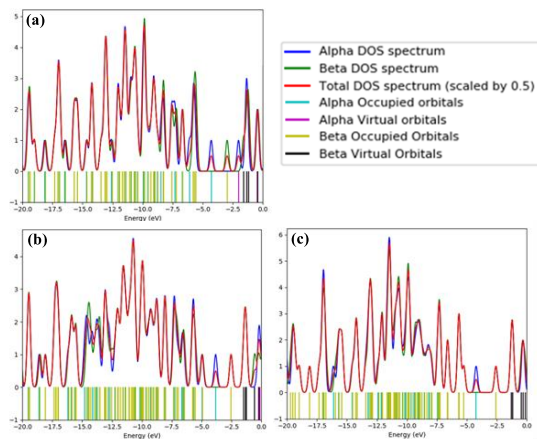 (a)
5
4
3
2
1
0
−1
−20.0 −17.5 −15.0 −12.5 −10.0 −7.5 −5.0 −2.5 0.0
Energy (eV)
Alpha DOS spectrum
Beta DOS spectrum
Total DOS spectrum (scaled by 0.5)
Alpha Occupied orbitals
Alpha Virtual orbitals
Beta Occupied Orbitals
Beta Virtual Orbitals
(b)
4
3
2
1
0
−1
−20.0 −17.5 −15.0 −12.5 −10.0 −7.5 −5.0 −2.5 0.0
Energy (eV)
(c)
6
5
4
3
2
1
0
−1
−20.0 −17.5 −15.0 −12.5 −10.0 −7.5 −5.0 −2.5 0.0
Energy (eV)